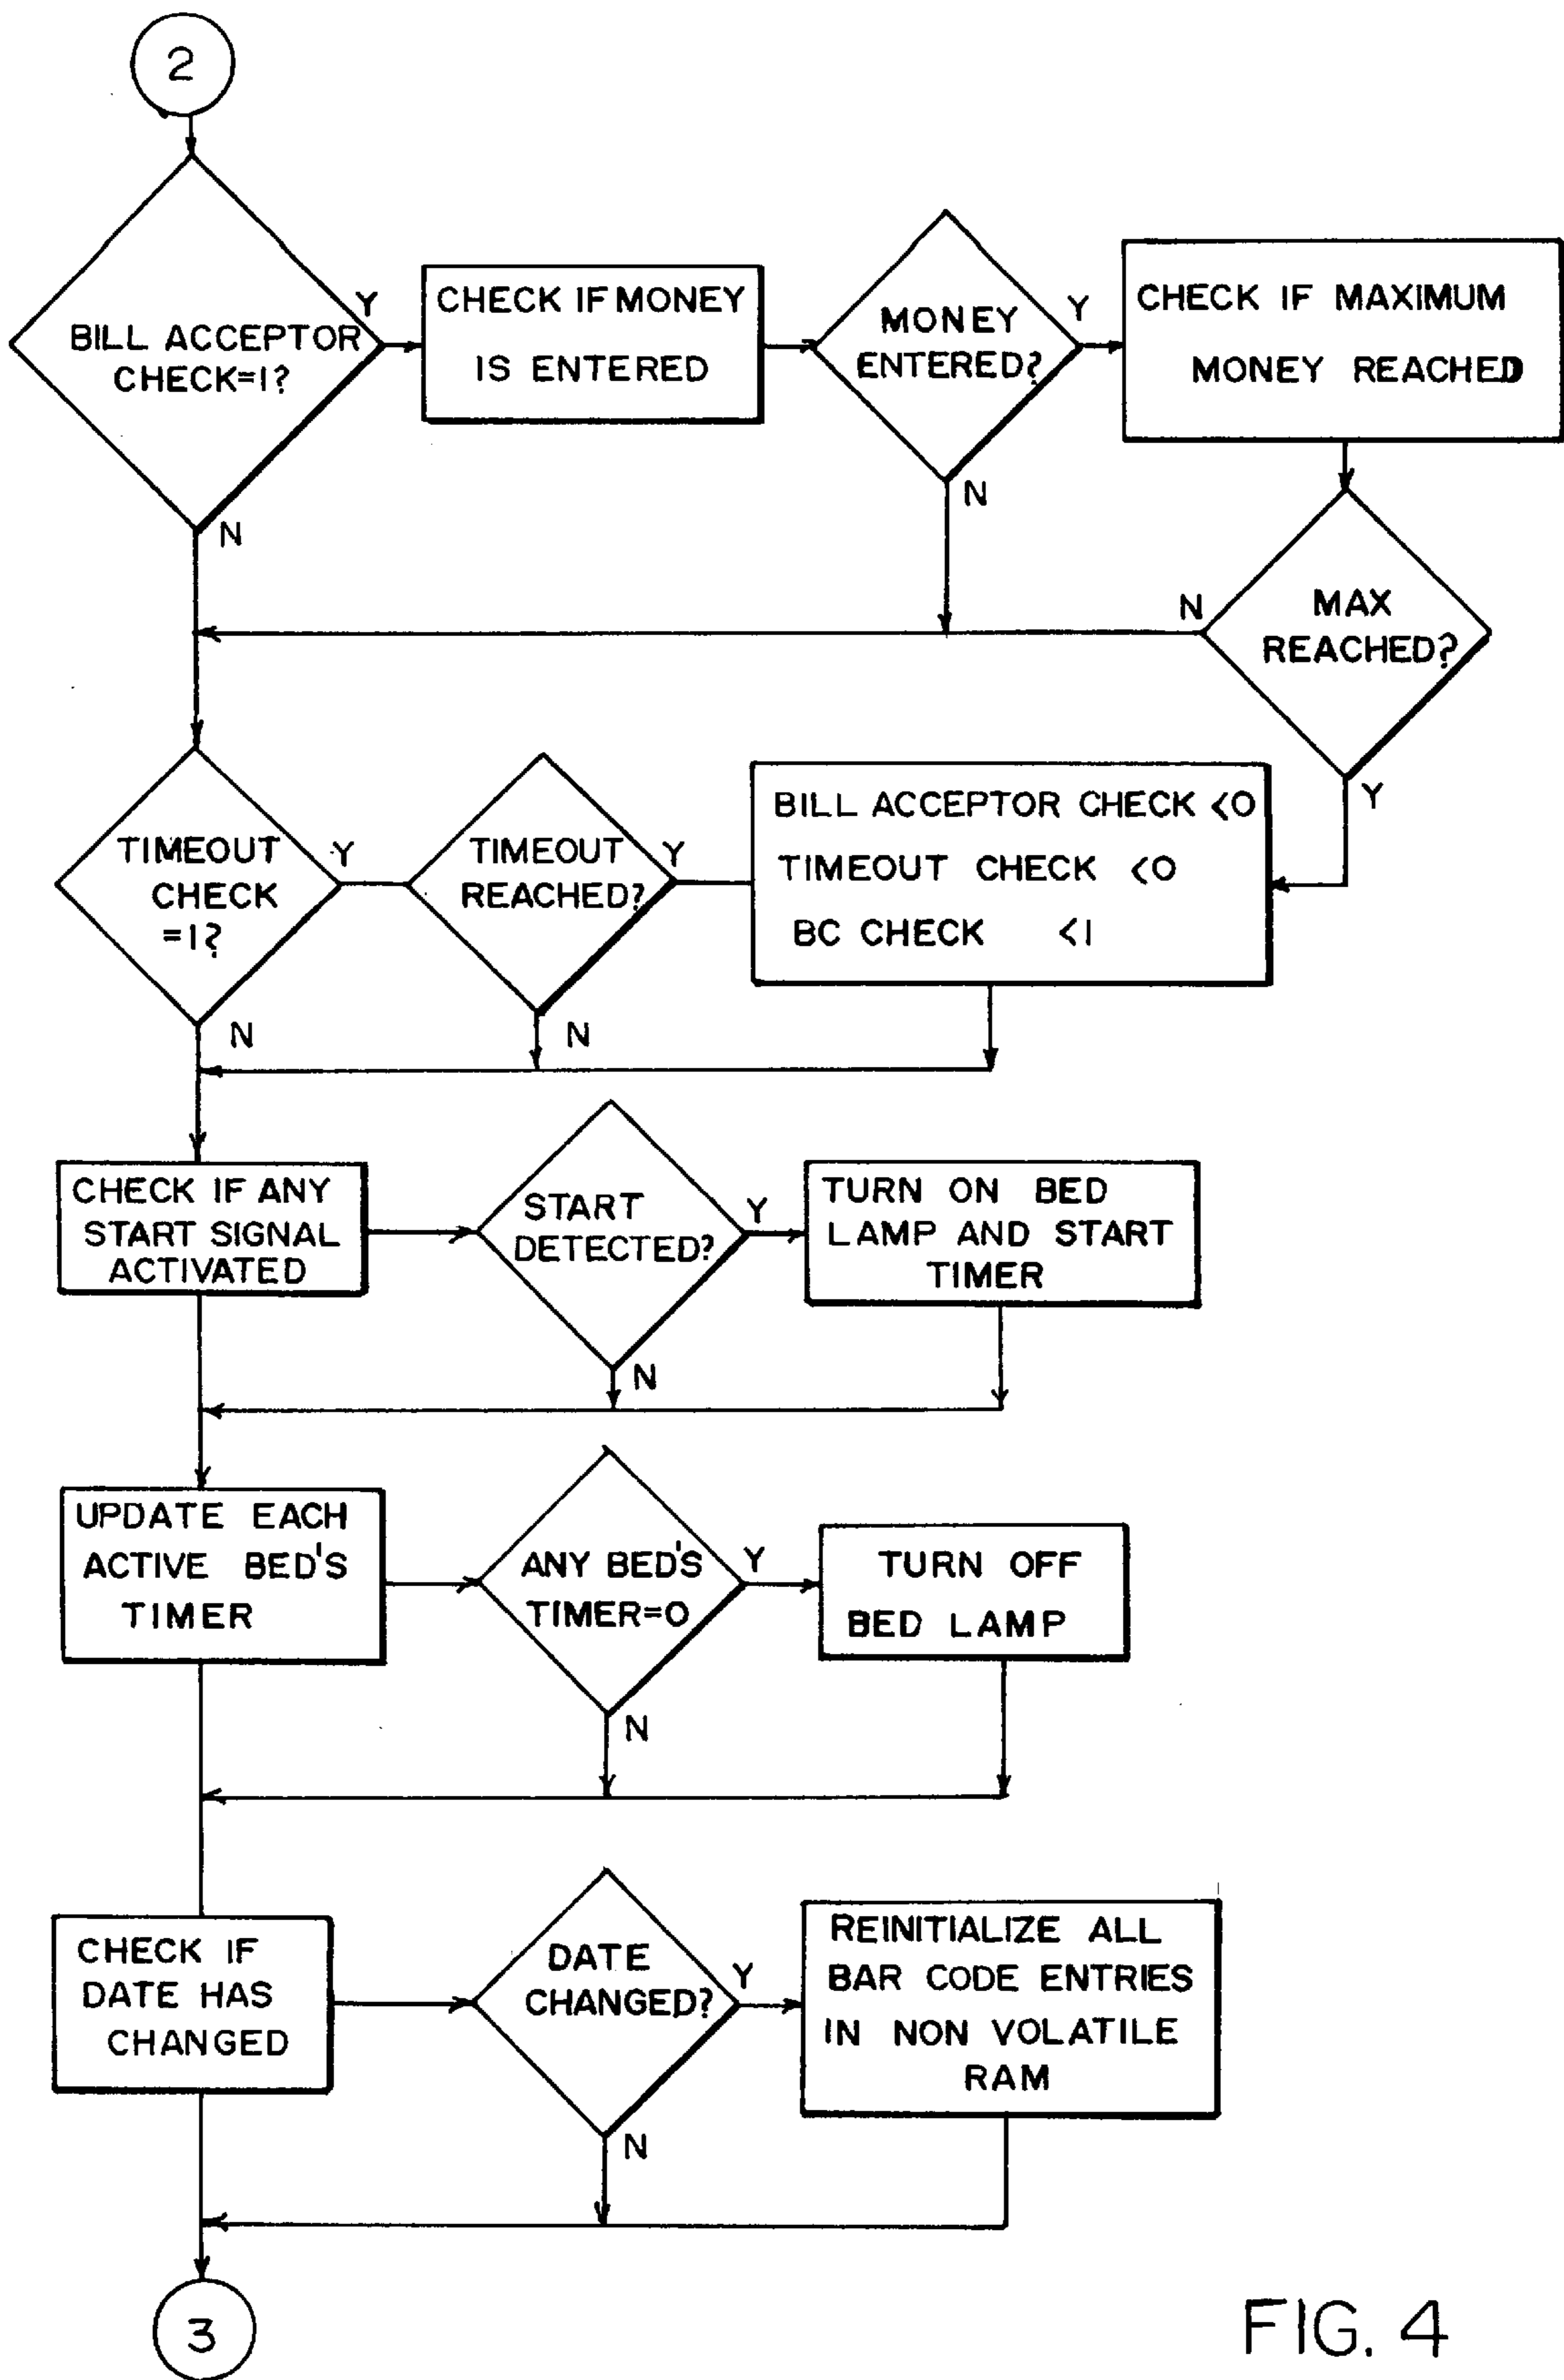 2
BILL ACCEPTOR
CHECK=1?
Y
N
CHECK IF MONEY
IS ENTERED
MONEY
ENTERED?
Y
N
CHECK IF MAXIMUM
MONEY REACHED
MAX
REACHED?
N
Y
TIMEOUT
CHECK
=1?
Y
N
TIMEOUT
REACHED?
Y
N
BILL ACCEPTOR CHECK <0
TIMEOUT CHECK <0
BC CHECK <1
CHECK IF ANY
START SIGNAL
ACTIVATED
START
DETECTED?
Y
N
TURN ON BED
LAMP AND START
TIMER
UPDATE EACH
ACTIVE BED'S
TIMER
ANY BED'S
TIMER=0
Y
N
TURN OFF
BED LAMP
CHECK IF
DATE HAS
CHANGED
DATE
CHANGED?
Y
N
REINITIALIZE ALL
BAR CODE ENTRIES
IN NON VOLATILE
RAM
3
FIG. 4